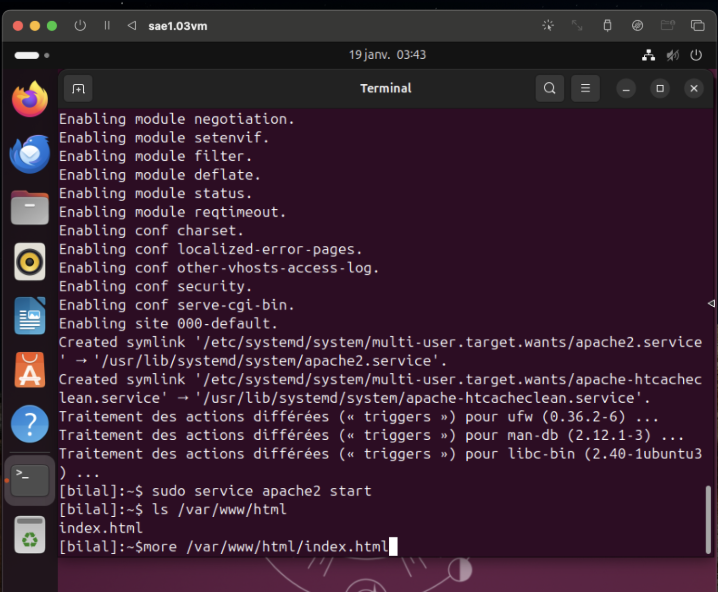 sae1.03vm
19 janv. 03:43
Terminal
Enabling module negotiation.
Enabling module setenvif.
Enabling module filter.
Enabling module deflate.
Enabling module status.
Enabling module reqtimeout.
Enabling conf charset.
Enabling conf localized-error-pages.
Enabling conf other-vhosts-access-log.
Enabling conf security.
Enabling conf serve-cgi-bin.
Enabling site 000-default.
Created symlink '/etc/systemd/system/multi-user.target.wants/apache2.service
' → '/usr/lib/systemd/system/apache2.service'.
Created symlink '/etc/systemd/system/multi-user.target.wants/apache-htcachec
lean.service' → '/usr/lib/systemd/system/apache-htcacheclean.service'.
Traitement des actions différées (« triggers ») pour ufw (0.36.2-6) ...
Traitement des actions différées (« triggers ») pour man-db (2.12.1-3) ...
Traitement des actions différées (« triggers ») pour libc-bin (2.40-1ubuntu3
) ...
[bilal]:~$ sudo service apache2 start
[bilal]:~$ ls /var/www/html
index.html
[bilal]:~$more /var/www/html/index.html